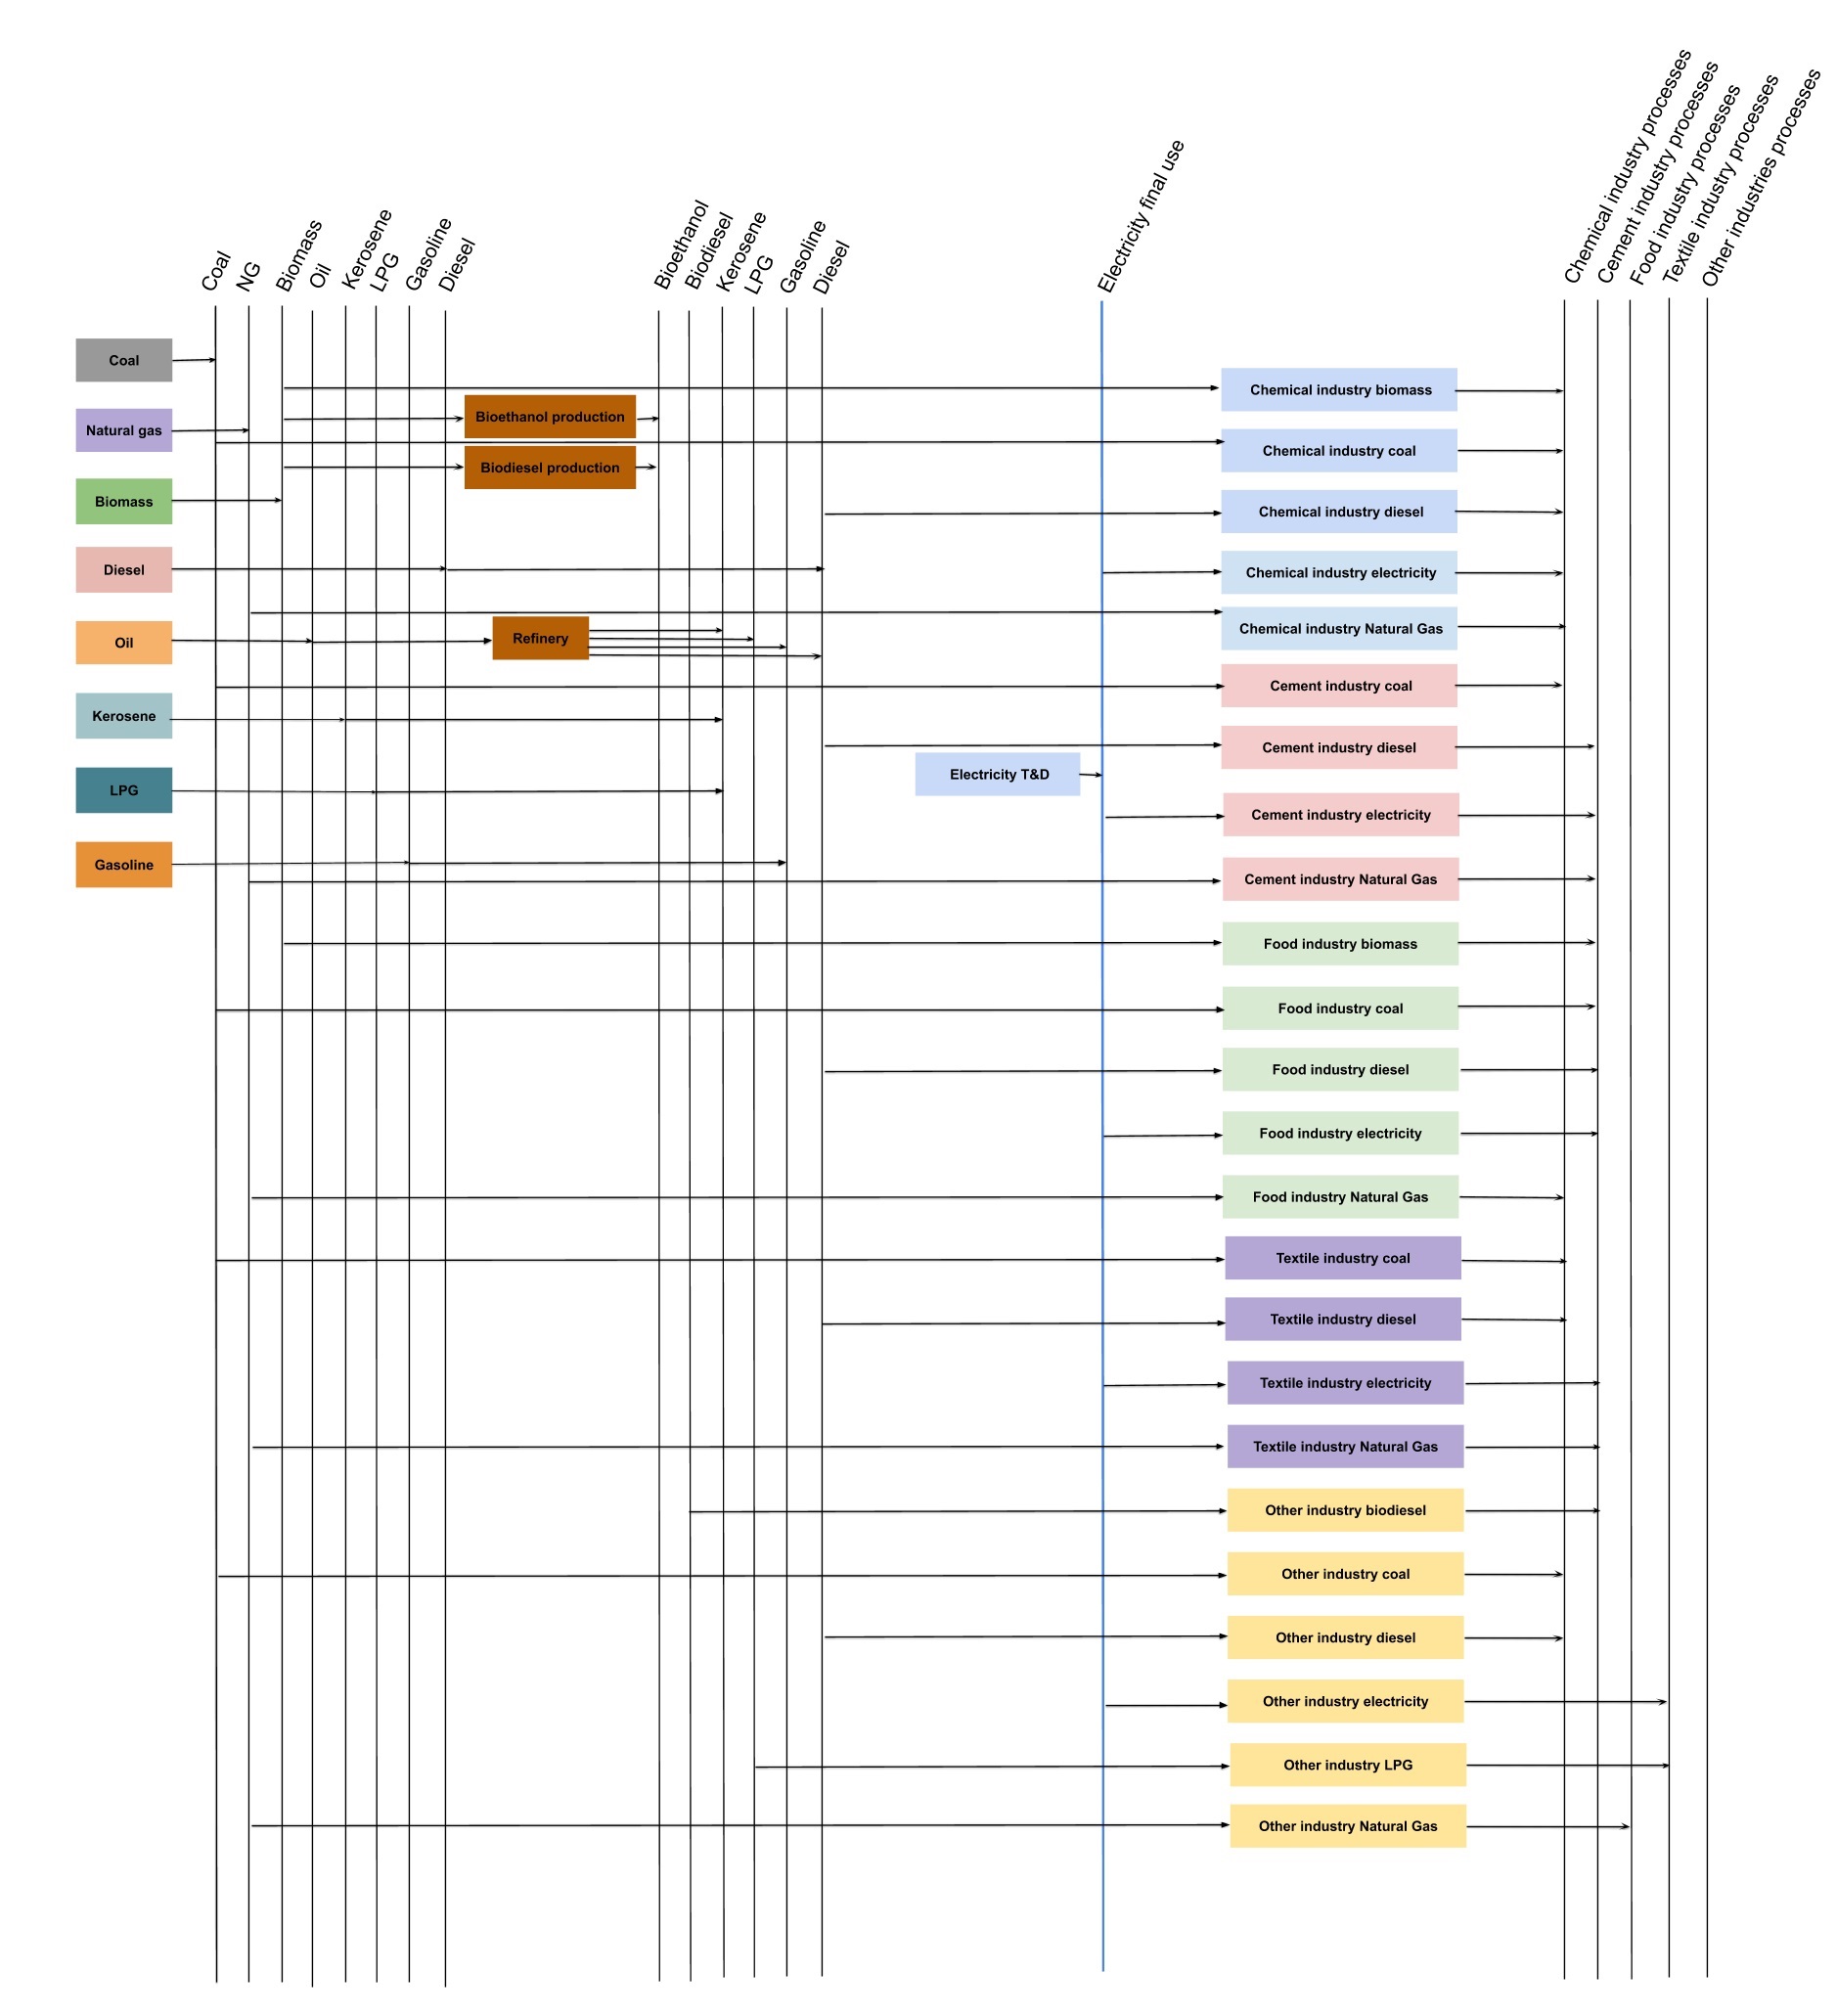 Coal
NG
Biomass
Oil
Kerosene
LPG
Gasoline
Diesel
Bioethanol
Biodiesel
Kerosene
LPG
Gasoline
Diesel
Electricity final use
Chemical industry processes
Cement industry processes
Food industry processes
Textile industry processes
Other industries processes
Coal
Natural gas
Biomass
Diesel
Oil
Kerosene
LPG
Gasoline
Bioethanol production
Biodiesel production
Refinery
Electricity T&D
Chemical industry biomass
Chemical industry coal
Chemical industry diesel
Chemical industry electricity
Chemical industry Natural Gas
Cement industry coal
Cement industry diesel
Cement industry electricity
Cement industry Natural Gas
Food industry biomass
Food industry coal
Food industry diesel
Food industry electricity
Food industry Natural Gas
Textile industry coal
Textile industry diesel
Textile industry electricity
Textile industry Natural Gas
Other industry biodiesel
Other industry coal
Other industry diesel
Other industry electricity
Other industry LPG
Other industry Natural Gas